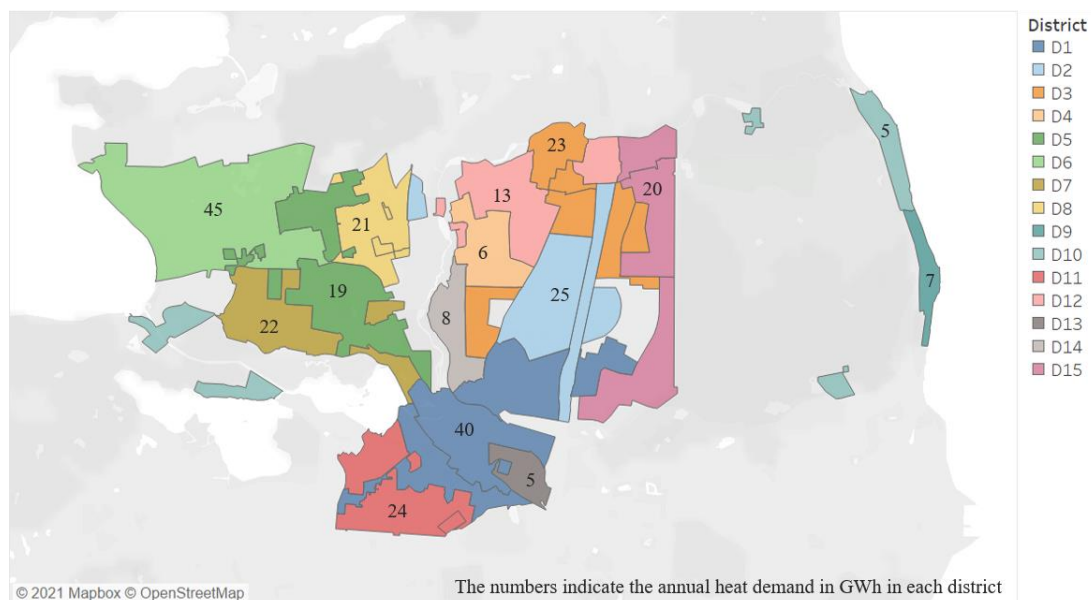 District
D1
D2
D3
D4
D5
D6
D7
D8
D9
D10
D11
D12
D13
D14
D15
5
23
20
13
45
21
6
7
19
25
8
22
40
5
24
The numbers indicate the annual heat demand in GWh in each district
© 2021 Mapbox © OpenStreetMap